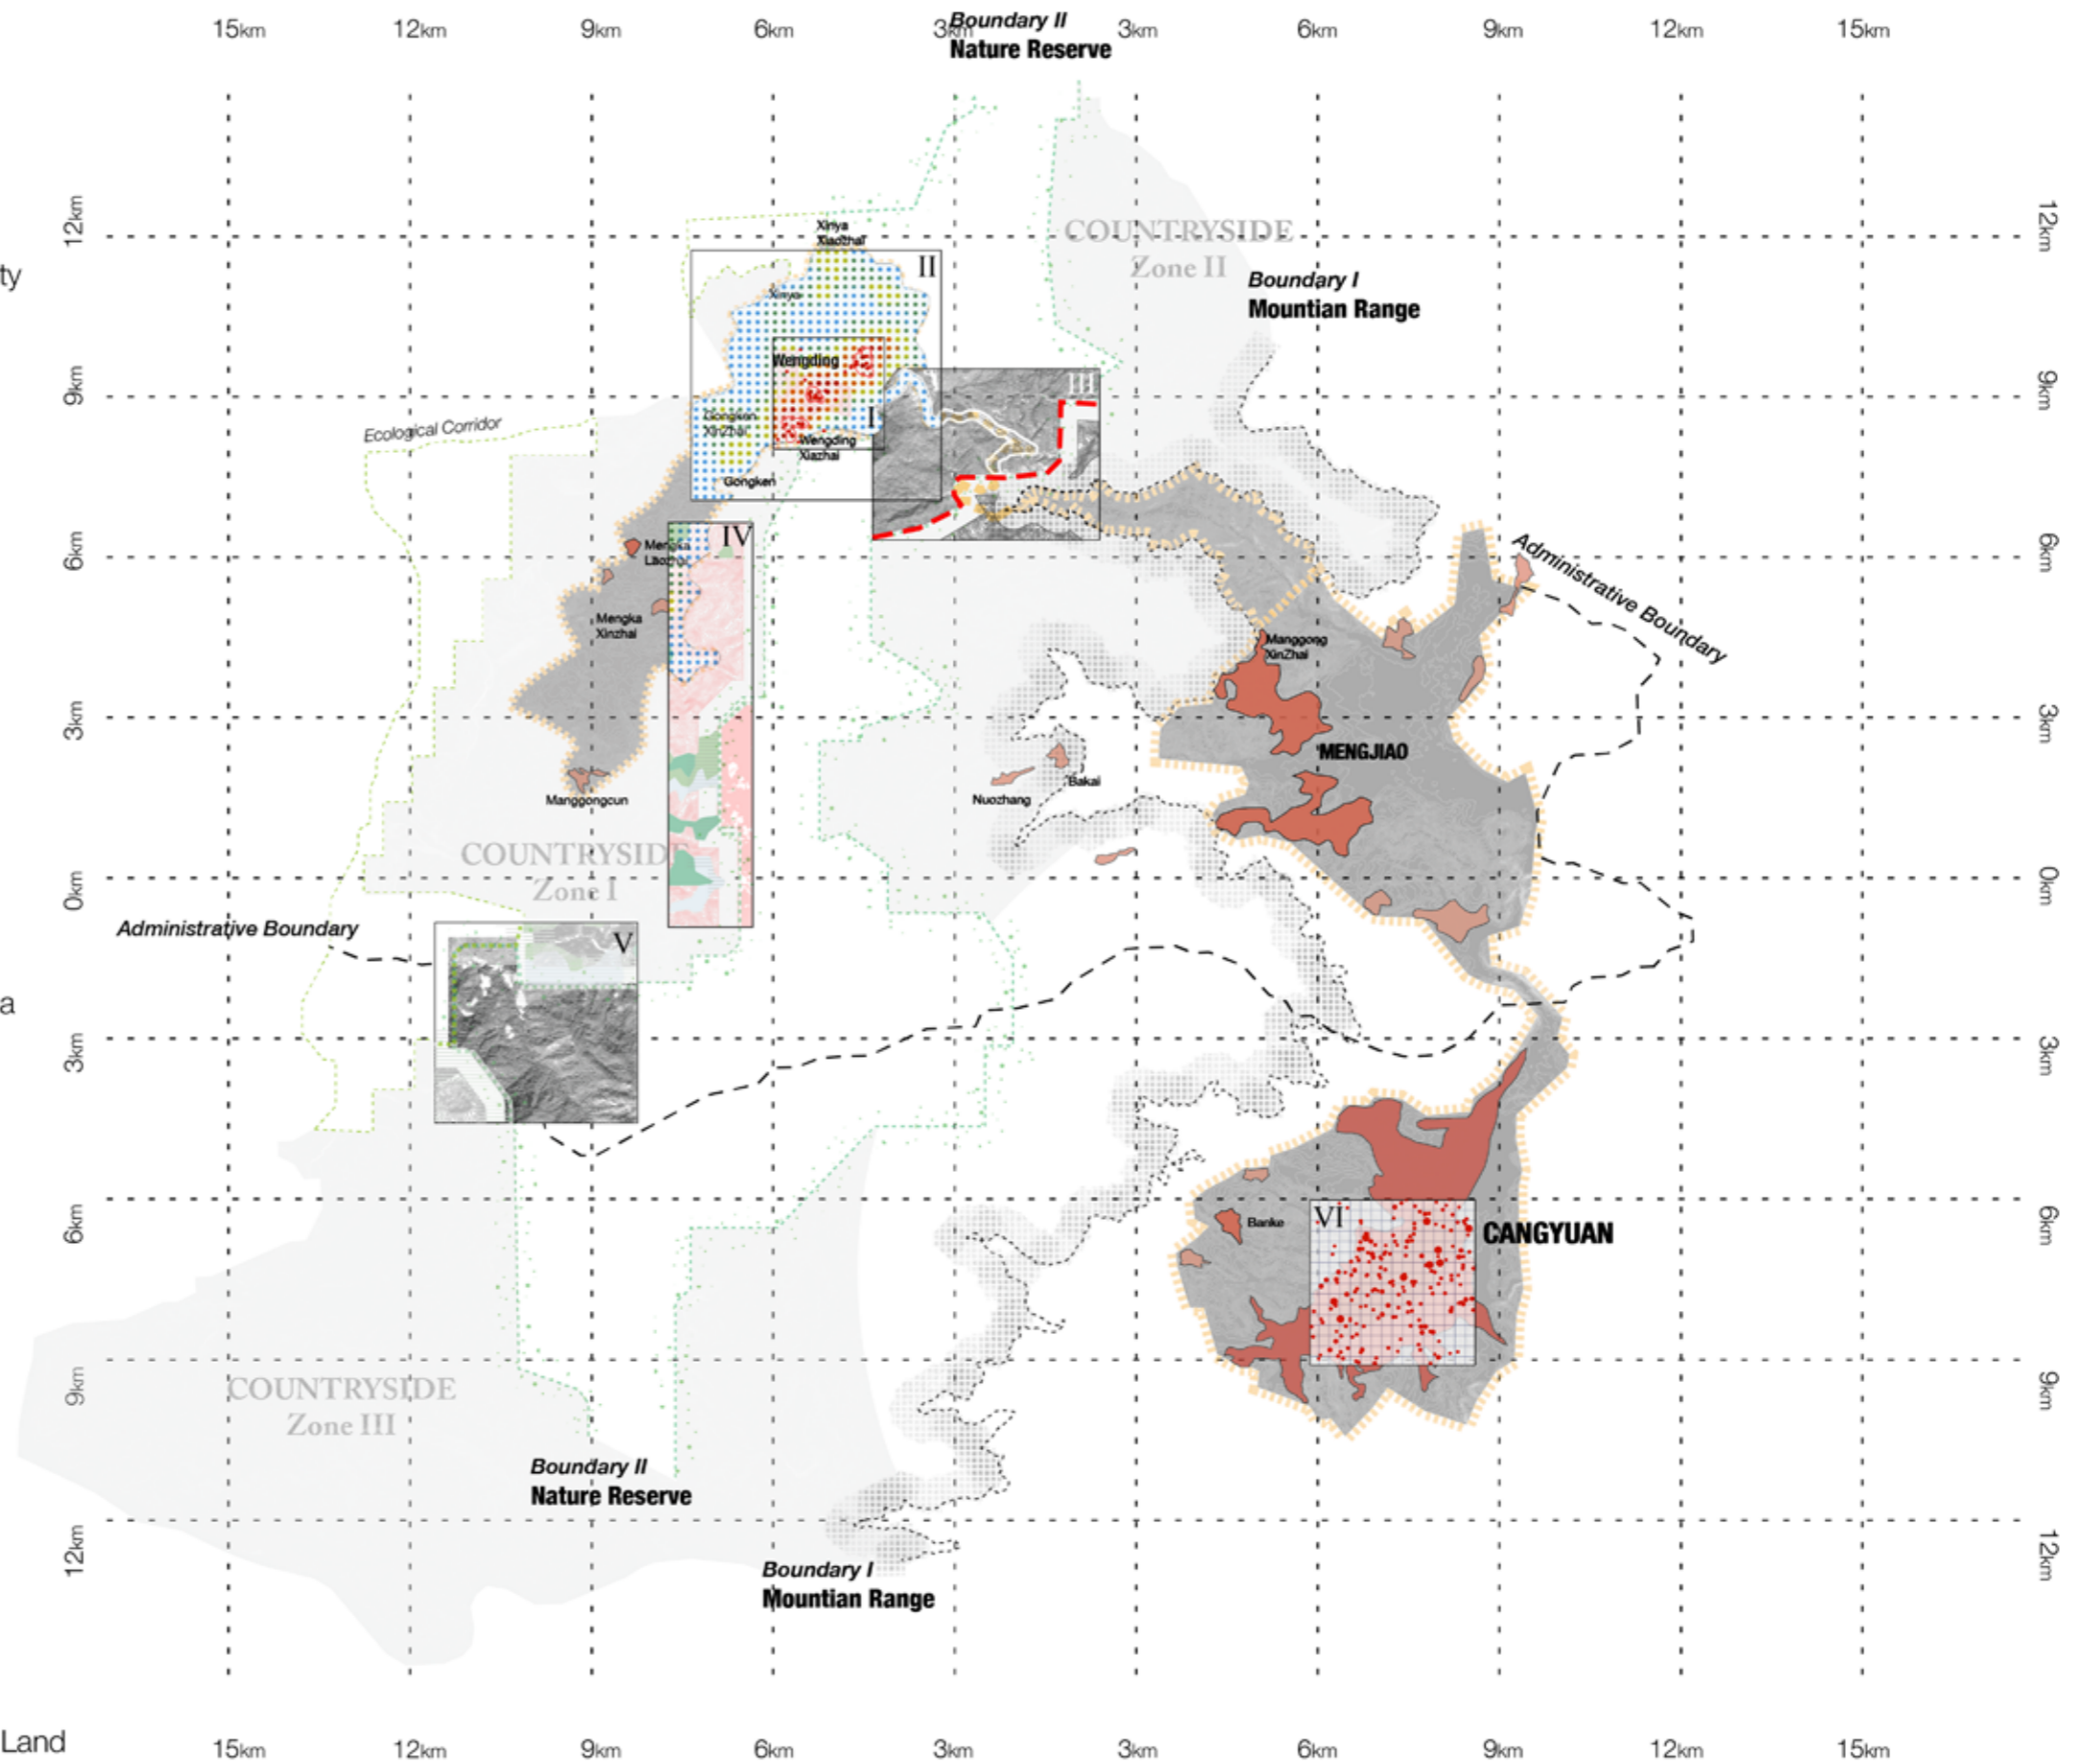 Boundary II
Nature Reserve
15km 12km 9km 6km 3km 3km 6km 9km 12km 15km
12km 12km
Xinya
Xiaozhai
COUNTRYSIDE
Zone II
II
ty
Boundary I
Mountian Range
Xinya
Wengding
III
9km 9km
Gongken
XinZhai
I
Ecological Corridor
Wengding
Xiazhai
Gongken
IV
6km 6km
Mengka
Laozhai
Administrative Boundary
Mengka
Xinzhai
Manggong
XinZhai
3km 3km
MENGJIAO
Bakai
Nuozhang
Manggongcun
COUNTRYSIDE
Zone I
0km 0km
Administrative Boundary
V
a
3km 3km
6km 6km
VI
Banke
CANGYUAN
9km 9km
COUNTRYSIDE
Zone III
Boundary II
Nature Reserve
12km 12km
Boundary I
Mountian Range
Land
15km 12km 9km 6km 3km 3km 6km 9km 12km 15km